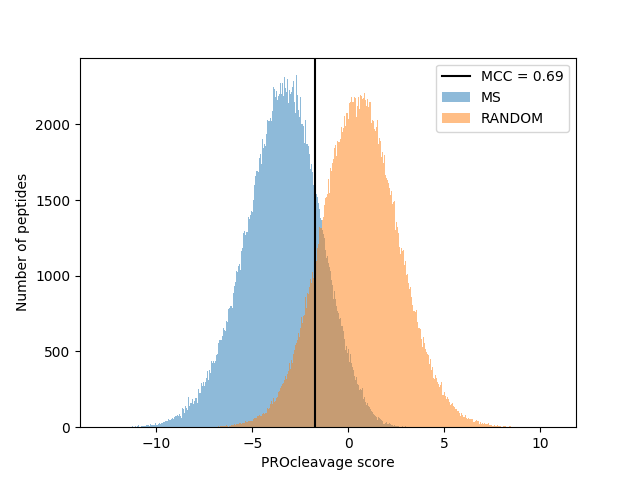 MCC = 0.69
MS
RANDOM
Number of peptides
2000
1500
1000
500
0
−10
−5
0
5
10
PROcleavage score